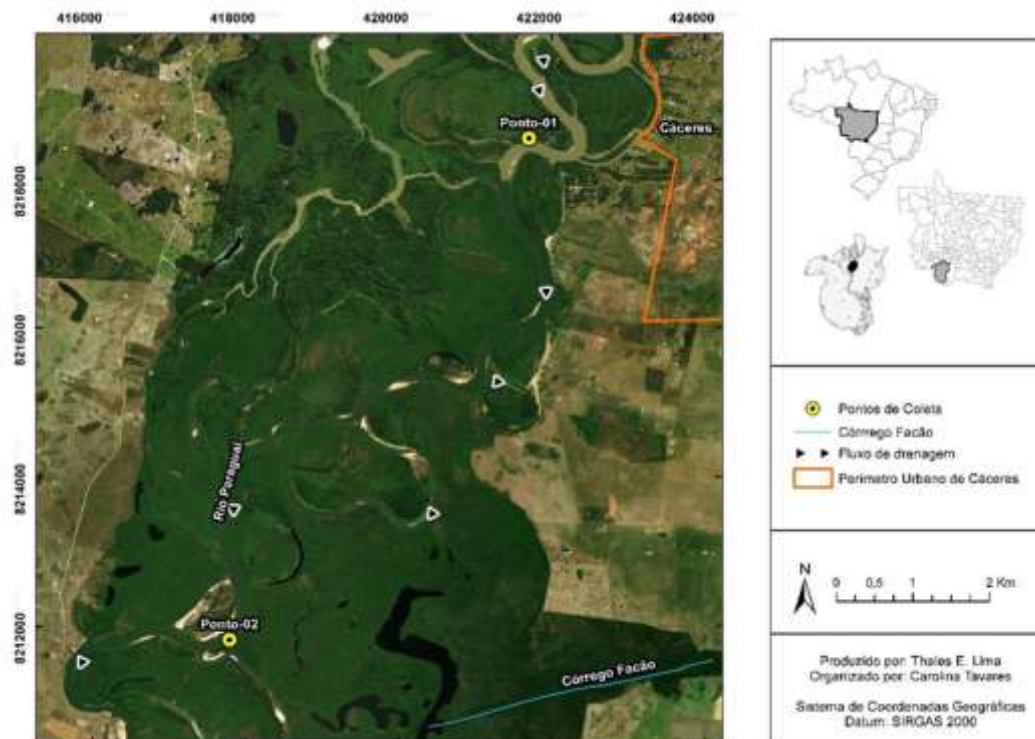 416000 418000 420000 422000 424000
8218000
8216000
8214000
8212000
Ponto-01
Cáceres
Rio Paraguai
Ponto-02
Córrego Facão
Pontos de Coleta
Córrego Facão
Fluxo de drenagem
Perímetro Urbano de Cáceres
N
0 0,5 1 2 Km
Produzido por: Thales E. Lima
Organizado por: Carolina Tavares
Sistema de Coordenadas Geográficas
Datum: SIRGAS 2000